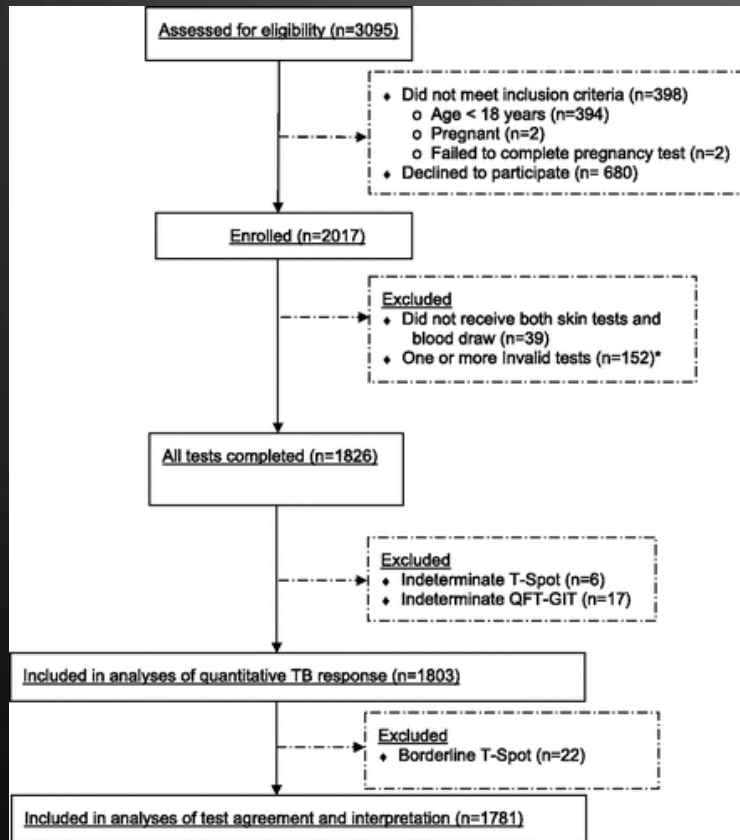 Assessed for eligibility (n=3095)
♦ Did not meet inclusion criteria (n=398)
o Age < 18 years (n=394)
o Pregnant (n=2)
o Failed to complete pregnancy test (n=2)
♦ Declined to participate (n= 680)
Enrolled (n=2017)
Excluded
♦ Did not receive both skin tests and
blood draw (n=39)
♦ One or more Invalid tests (n=152)*
All tests completed (n=1826)
Excluded
♦ Indeterminate T-Spot (n=6)
♦ Indeterminate QFT-GIT (n=17)
Included in analyses of quantitative TB response (n=1803)
Excluded
♦ Borderline T-Spot (n=22)
Included in analyses of test agreement and interpretation (n=1781)